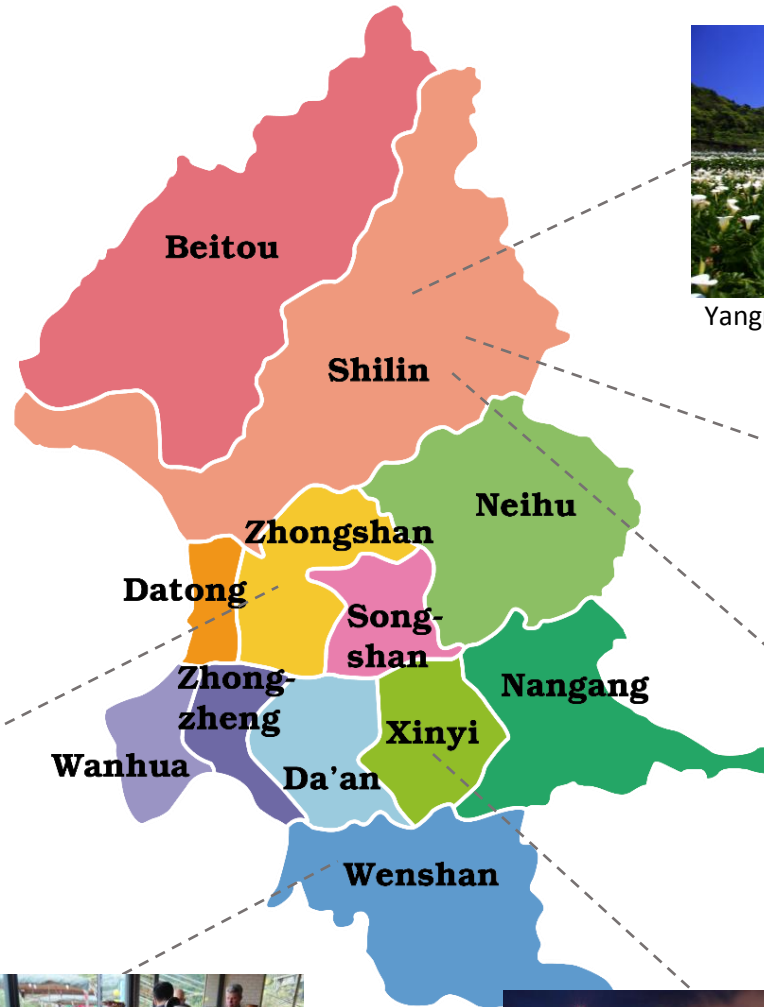 Beitou
Yang
Shilin
Neihu
Zhongshan
Datong
Song-
shan
Zhong-
zheng
Nangang
Xinyi
Wanhua
Da'an
Wenshan